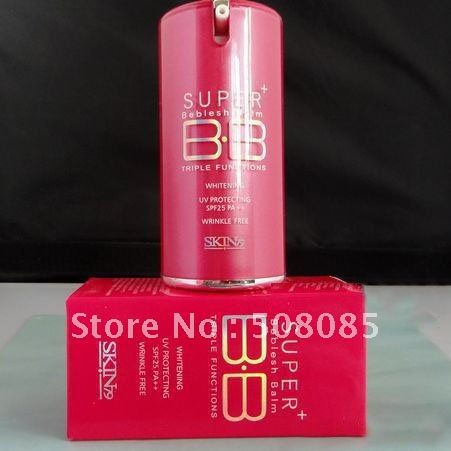 SUPER+
Beblesh Balm
B·B
TRIPLE FUNCTIONS
WHITENING
UV PROTECTING
SPF25 PA++
WRINKLE FREE
SKIN79
Store No: 508085
SUPER+
Beblesh Balm
B·B
TRIPLE FUNCTIONS
WHITENING
UV PROTECTING
SPF25 PA++
WRINKLE FREE
SKIN79